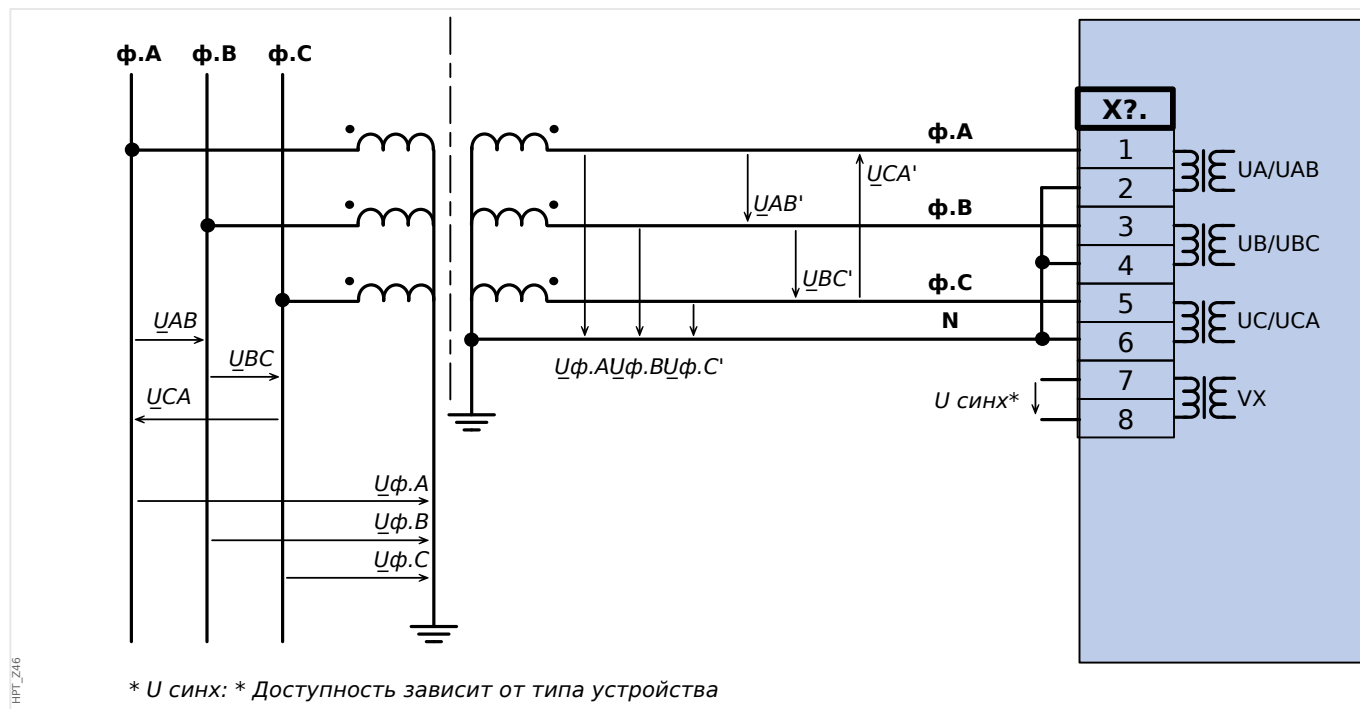 ф.A ф.B ф.C
X?.
ф.A
1
UA/UAB
UCA'
2
UAB'
ф.B
3
UB/UBC
4
UBC'
ф.C
5
UAB
N
UC/UCA
6
UBC
Uф.AUф.BUф.C'
7
UCA
U синх*
VX
8
Uф.A
Uф.B
Uф.C
* U синх: * Доступность зависит от типа устройства
HPT_Z46